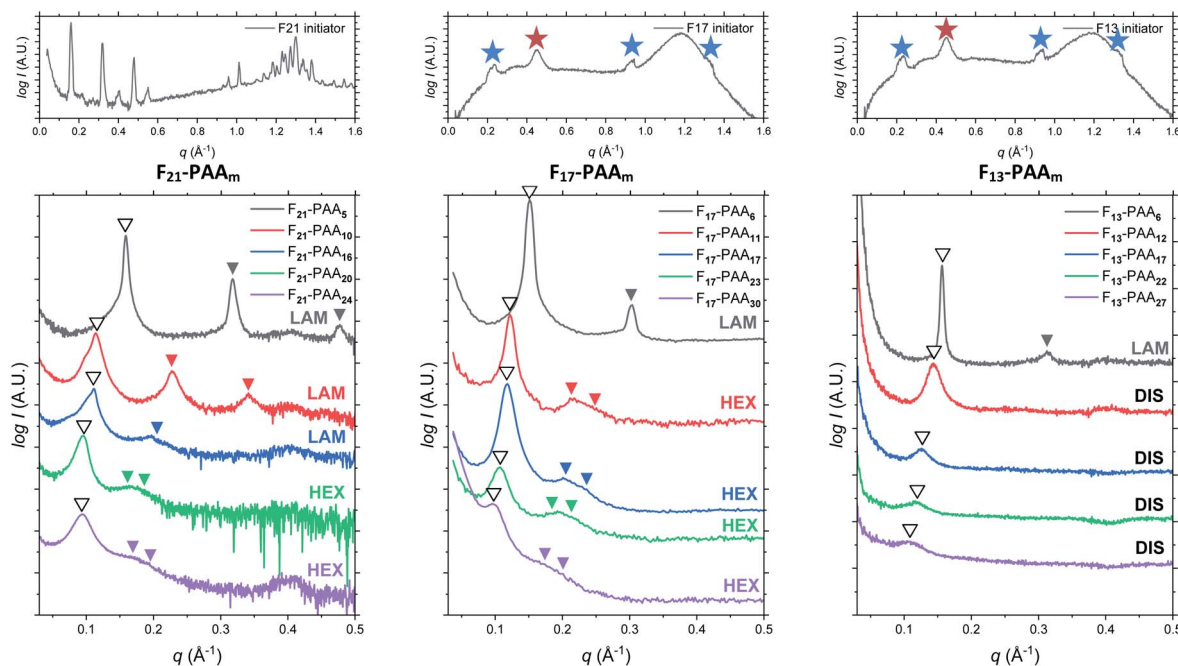 log I (A.U.)
F21 initiator
0.0 0.2 0.4 0.6 0.8 1.0 1.2 1.4 1.6
q (Å⁻¹)
F₂₁-PAAₘ
log I (A.U.)
F₂₁-PAA₅
F₂₁-PAA₁₀
F₂₁-PAA₁₆
F₂₁-PAA₂₀
F₂₁-PAA₂₄
LAM
LAM
LAM
HEX
HEX
0.1 0.2 0.3 0.4 0.5
q (Å⁻¹)
log I (A.U.)
F17 initiator
0.0 0.2 0.4 0.6 0.8 1.0 1.2 1.4 1.6
q (Å⁻¹)
F₁₇-PAAₘ
log I (A.U.)
F₁₇-PAA₆
F₁₇-PAA₁₁
F₁₇-PAA₁₇
F₁₇-PAA₂₃
F₁₇-PAA₃₀
LAM
HEX
HEX
HEX
HEX
0.1 0.2 0.3 0.4 0.5
q (Å⁻¹)
log I (A.U.)
F13 initiator
0.0 0.2 0.4 0.6 0.8 1.0 1.2 1.4 1.6
q (Å⁻¹)
F₁₃-PAAₘ
log I (A.U.)
F₁₃-PAA₆
F₁₃-PAA₁₂
F₁₃-PAA₁₇
F₁₃-PAA₂₂
F₁₃-PAA₂₇
LAM
DIS
DIS
DIS
DIS
0.1 0.2 0.3 0.4 0.5
q (Å⁻¹)